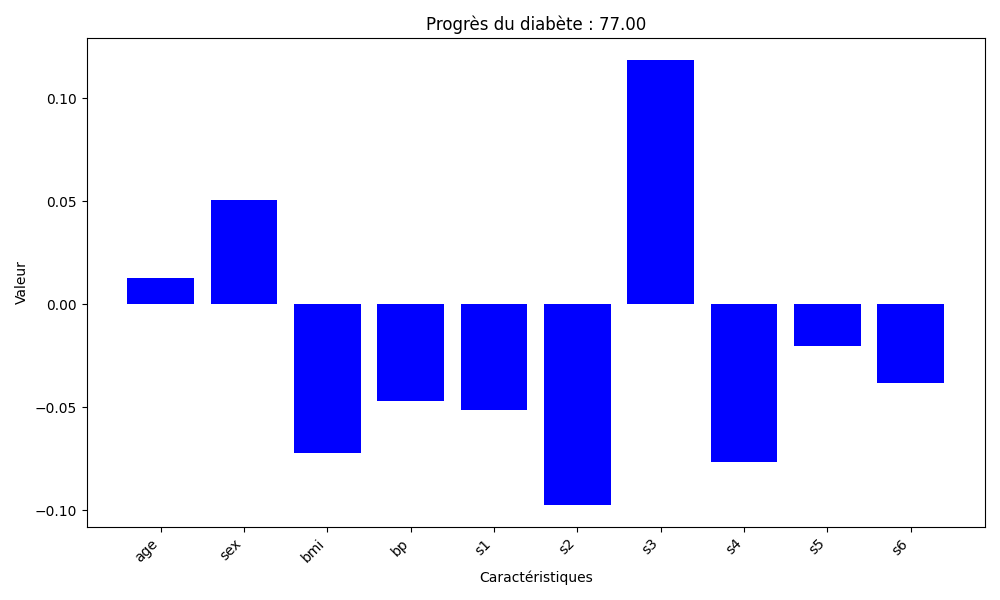 Progrès du diabète : 77.00
Valeur
0.10
0.05
0.00
−0.05
−0.10
age
sex
bmi
bp
s1
s2
s3
s4
s5
s6
Caractéristiques